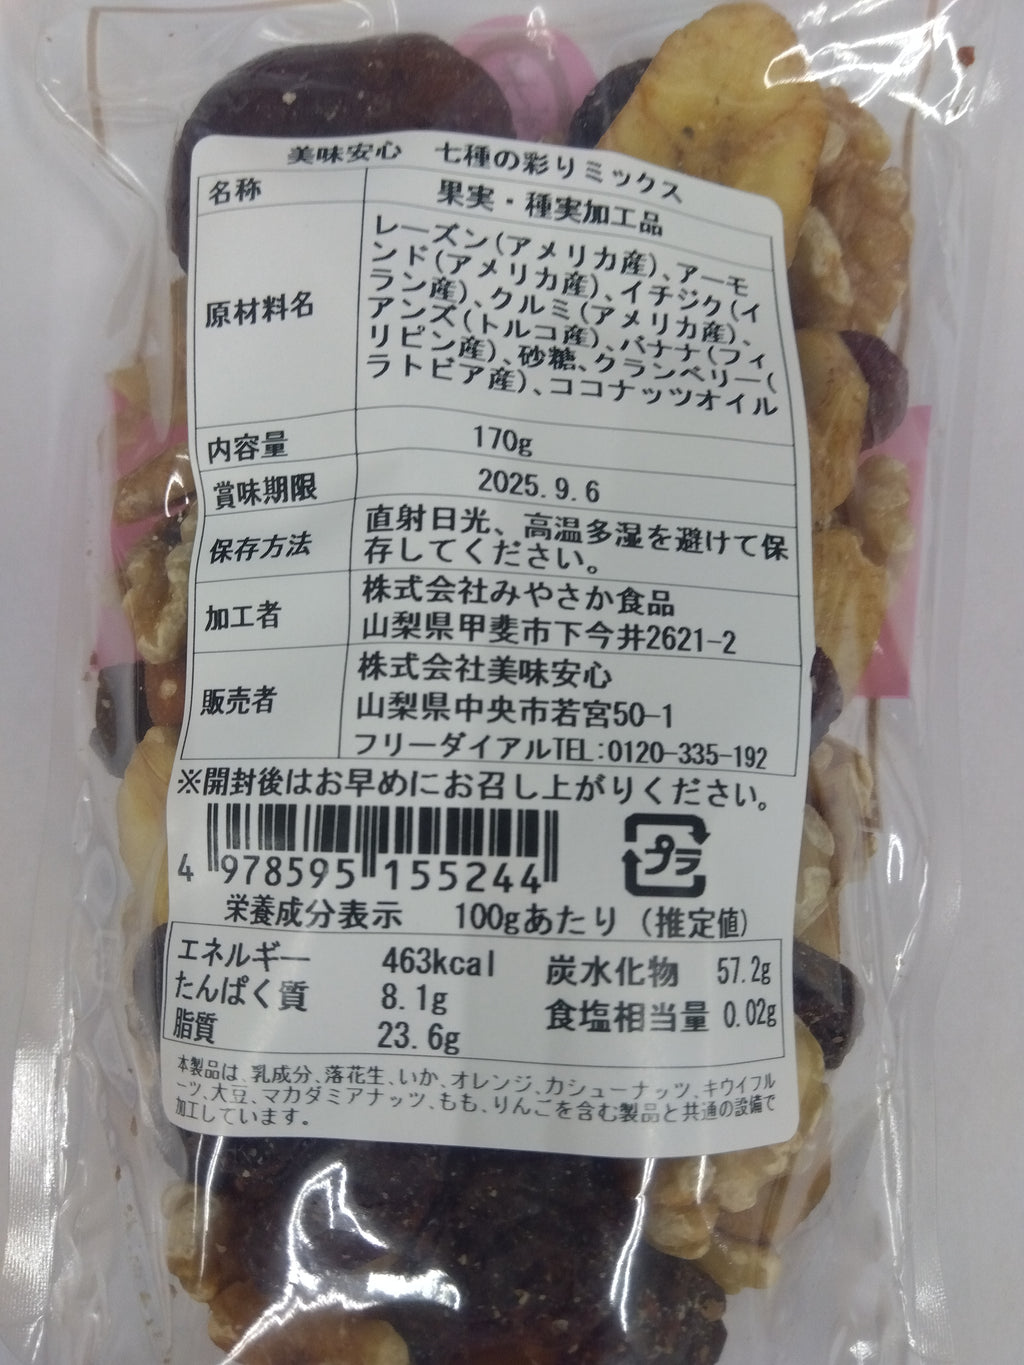 美味安心　七種の彩りミックス
名称　果実・種実加工品
原材料名　レーズン(アメリカ産)、アーモ
ンド(アメリカ産)、イチジク(イ
ラン産)、クルミ(アメリカ産)、
アンズ(トルコ産)、バナナ(フィ
リピン産)、砂糖、クランベリー(
ラトビア産)、ココナッツオイル
内容量　170g
賞味期限　2025.9.6
保存方法　直射日光、高温多湿を避けて保
存してください。
加工者　株式会社みやさか食品
山梨県甲斐市下今井2621-2
販売者　株式会社美味安心
山梨県中央市若宮50-1
フリーダイアルTEL:0120-335-192
※開封後はお早めにお召し上がりください。
4 978595 155244
プラ
栄養成分表示　100gあたり（推定値）
エネルギー　463kcal　炭水化物　57.2g
たんぱく質　8.1g　食塩相当量　0.02g
脂質　23.6g
本製品は、乳成分、落花生、いか、オレンジ、カシューナッツ、キウイフル
ーツ、大豆、マカダミアナッツ、もも、りんごを含む製品と共通の設備で
加工しています。